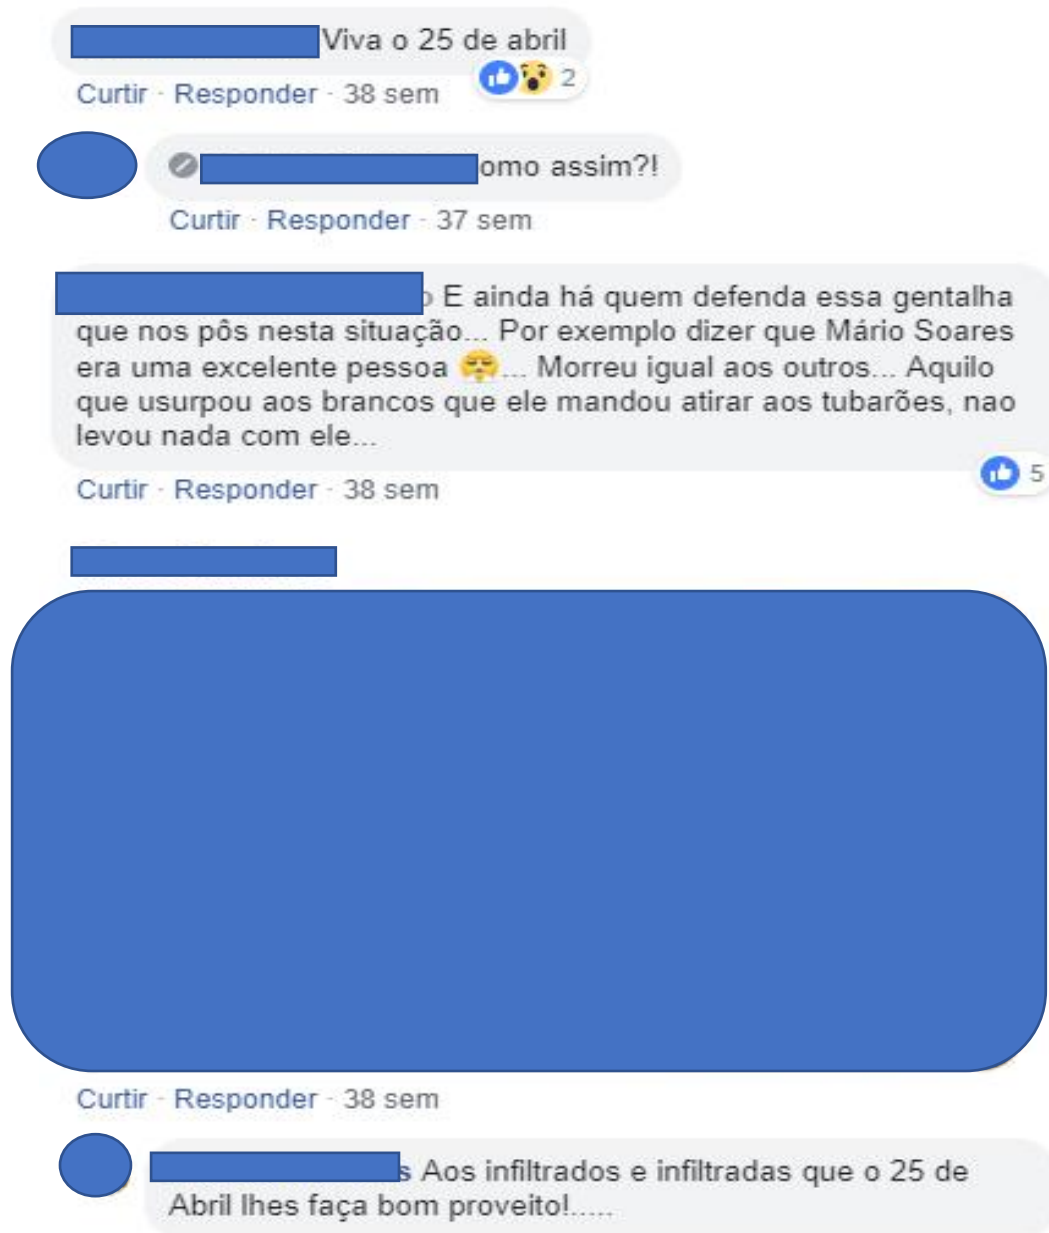 Viva o 25 de abril
2
Curtir · Responder · 38 sem
omo assim?!
Curtir · Responder · 37 sem
E ainda há quem defenda essa gentalha
que nos pôs nesta situação... Por exemplo dizer que Mário Soares
era uma excelente pessoa 😤... Morreu igual aos outros... Aquilo
que usurpou aos brancos que ele mandou atirar aos tubarões, nao
levou nada com ele...
5
Curtir · Responder · 38 sem
Curtir · Responder · 38 sem
s Aos infiltrados e infiltradas que o 25 de
Abril lhes faça bom proveito!.....